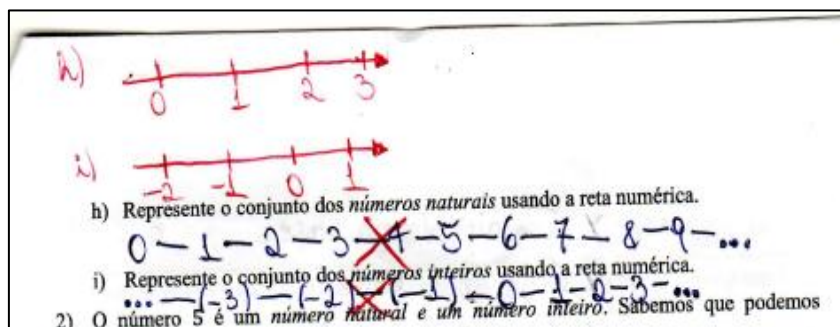 h)
0 1 2 3
i)
-2 -1 0 1
h) Represente o conjunto dos números naturais usando a reta numérica.
0 — 1 — 2 — 3 — 4 — 5 — 6 — 7 — 8 — 9 — ...
i) Represente o conjunto dos números inteiros usando a reta numérica.
... — (-3) — (-2) — (-1) — 0 — 1 — 2 — 3 — ...
2) O número 5 é um número natural e um número inteiro. Sabemos que podemos